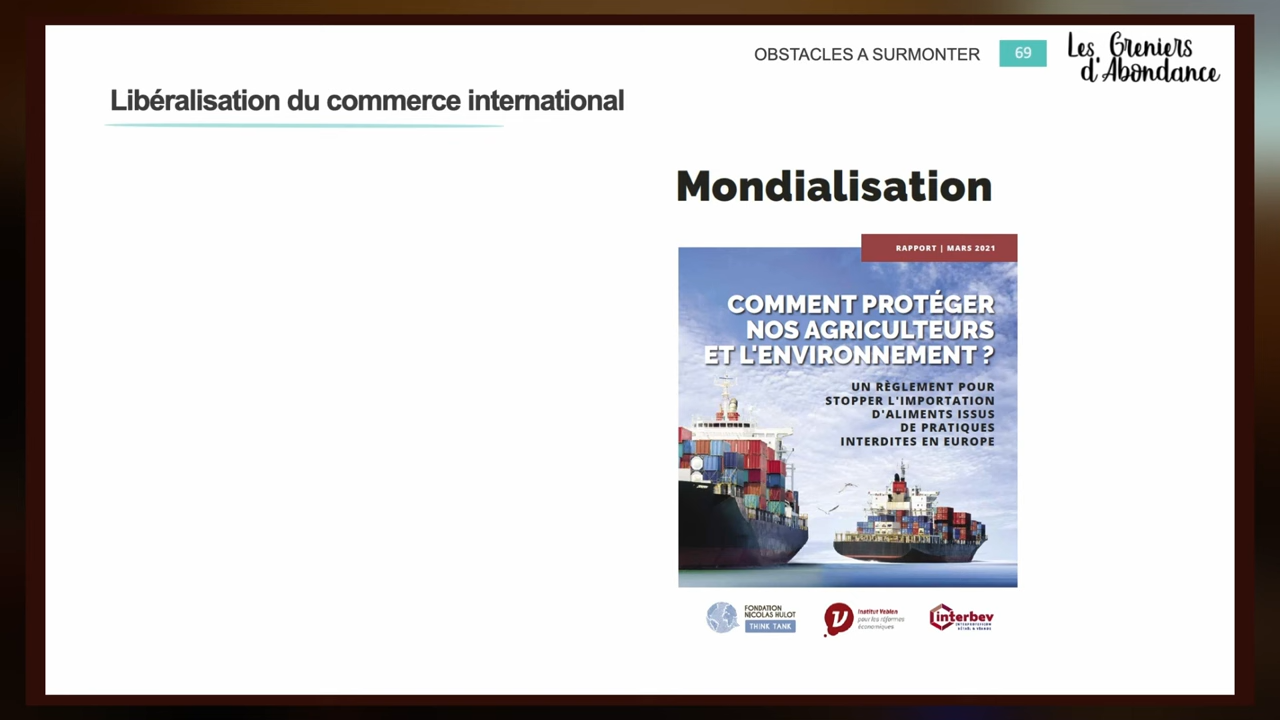 OBSTACLES A SURMONTER
69
Les Greniers
d'Abondance
Libéralisation du commerce international
Mondialisation
RAPPORT | MARS 2021
COMMENT PROTÉGER
NOS AGRICULTEURS
ET L'ENVIRONNEMENT ?
UN RÈGLEMENT POUR
STOPPER L'IMPORTATION
D'ALIMENTS ISSUS
DE PRATIQUES
INTERDITES EN EUROPE
FONDATION
NICOLAS HULOT
THINK TANK
Institut Veblen
pour les réformes
économiques
interbev